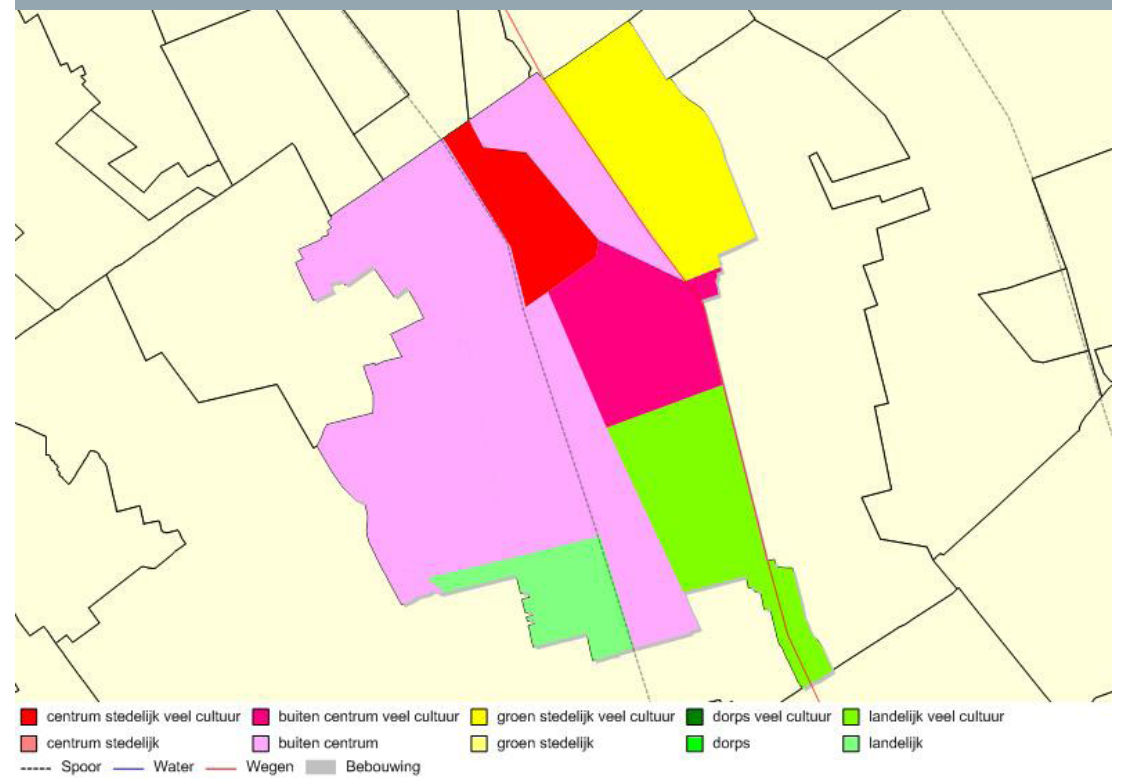 centrum stedelijk veel cultuur buiten centrum veel cultuur groen stedelijk veel cultuur dorps veel cultuur landelijk veel cultuur
centrum stedelijk buiten centrum groen stedelijk dorps landelijk
Spoor Water Wegen Bebouwing